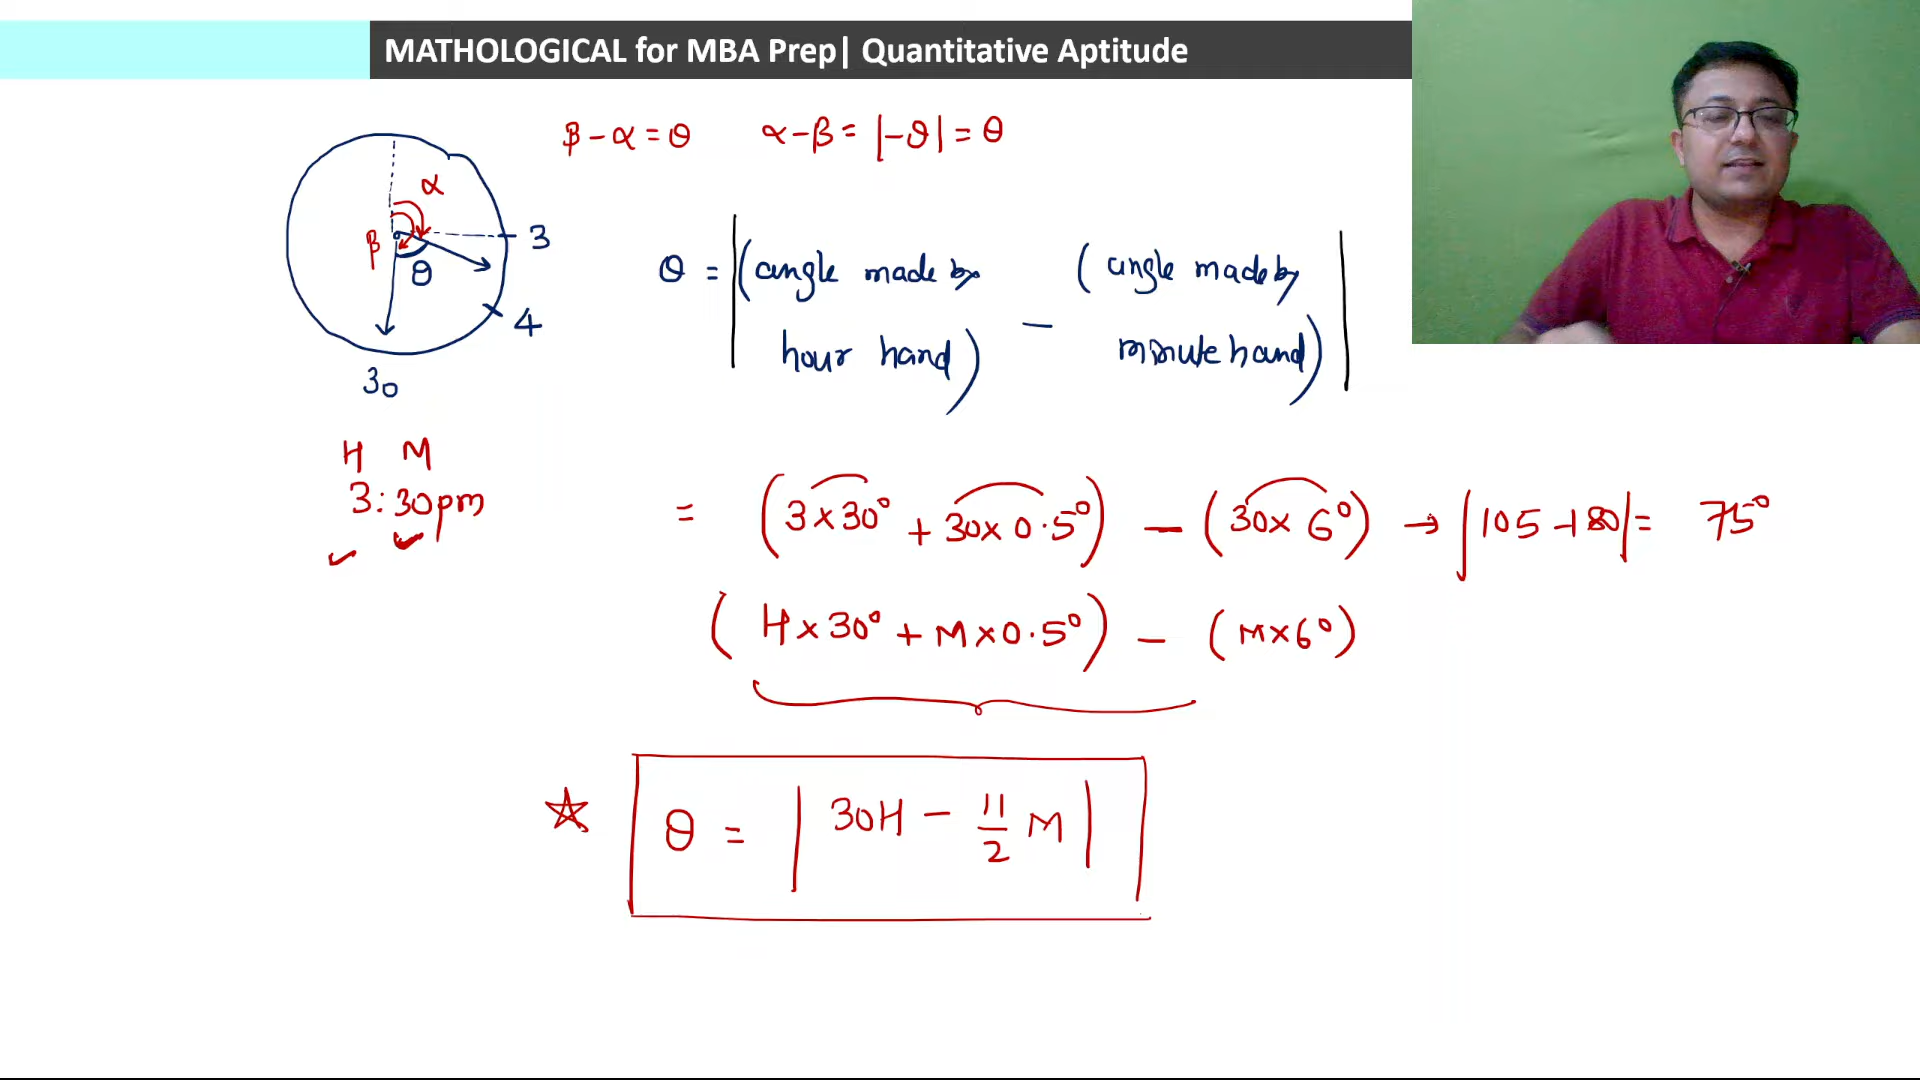 MATHOLOGICAL for MBA Prep| Quantitative Aptitude
β - α = θ   α - β = |-θ| = θ
α
β
θ
3
4
30
θ = |(angle made by hour hand) - (angle made by minute hand)|
H M
3:30pm
= (3×30° + 30×0.5°) - (30×6°) → |105-180| = 75°
(H×30° + M×0.5°) - (M×6°)
θ = |30H - 11/2 M|